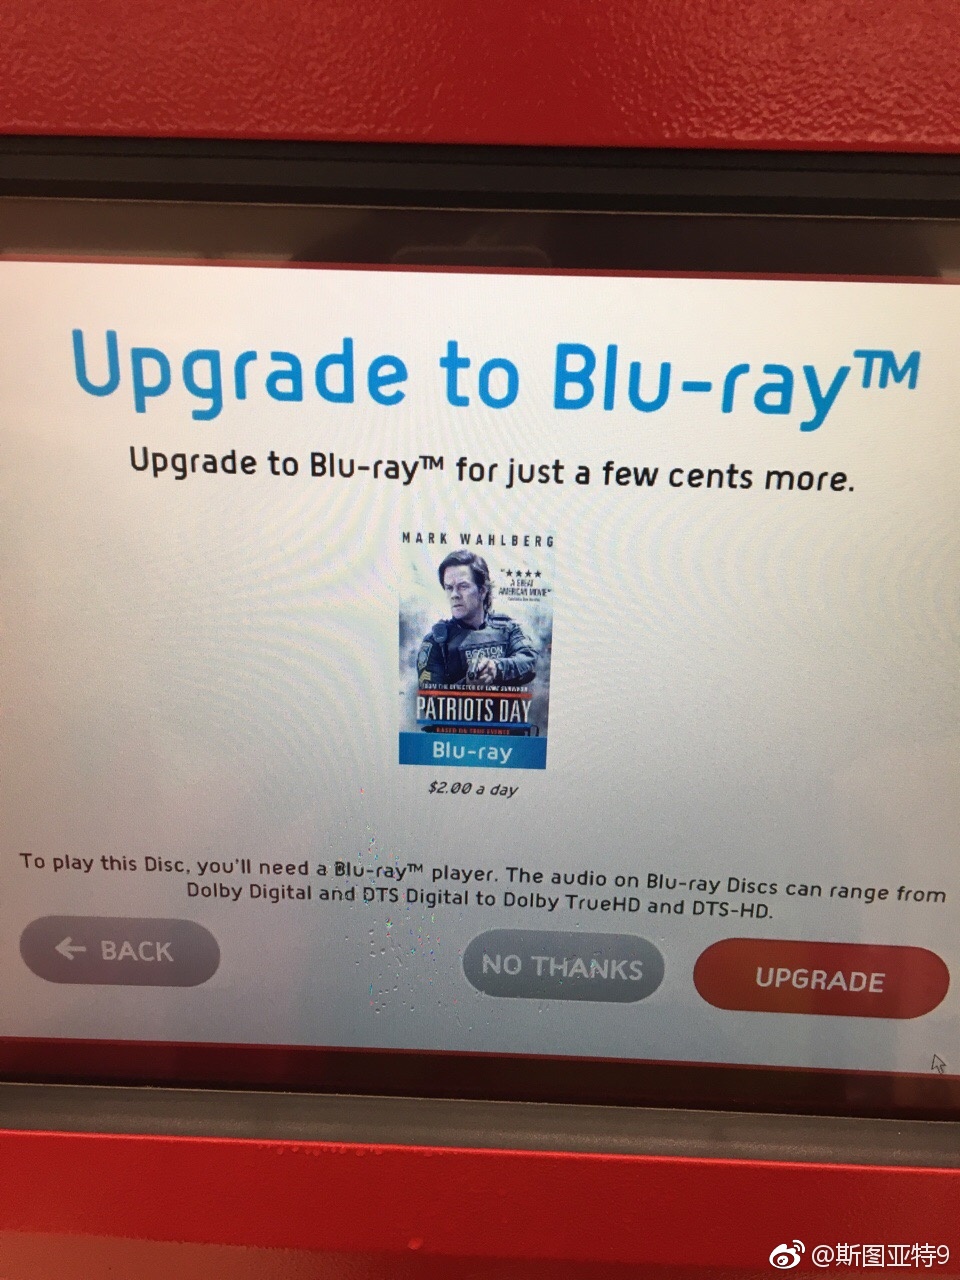 Upgrade to Blu-ray™
Upgrade to Blu-ray™ for just a few cents more.
MARK WAHLBERG
"★★★★
A GREAT
AMERICAN MOVIE"
BOSTON
FROM THE DIRECTOR OF LONE SURVIVOR
PATRIOTS DAY
BASED ON TRUE EVENTS
Blu-ray
$2.00 a day
To play this Disc, you'll need a Blu-ray™ player. The audio on Blu-ray Discs can range from
Dolby Digital and DTS Digital to Dolby TrueHD and DTS-HD.
← BACK
NO THANKS
UPGRADE
@斯图亚特9